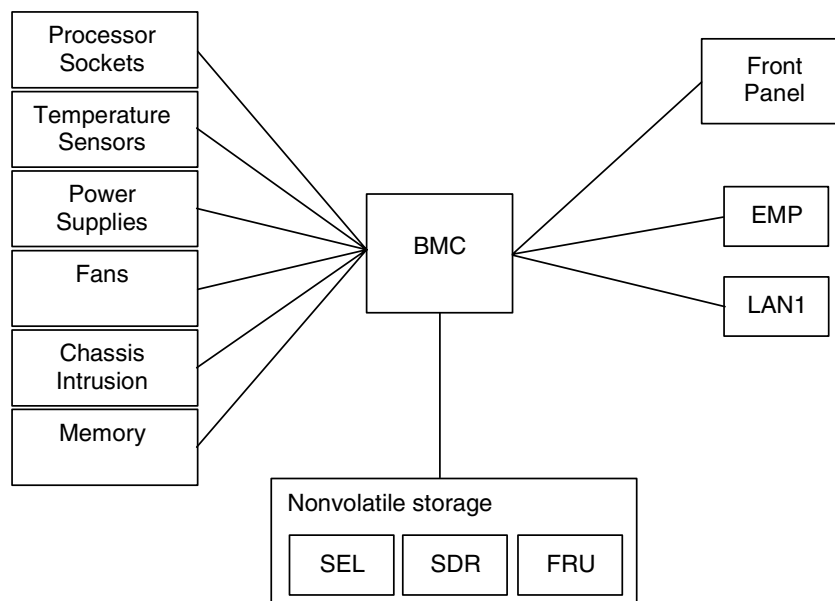 Processor
Sockets
Temperature
Sensors
Power
Supplies
Fans
Chassis
Intrusion
Memory
BMC
Front
Panel
EMP
LAN1
Nonvolatile storage
SEL
SDR
FRU